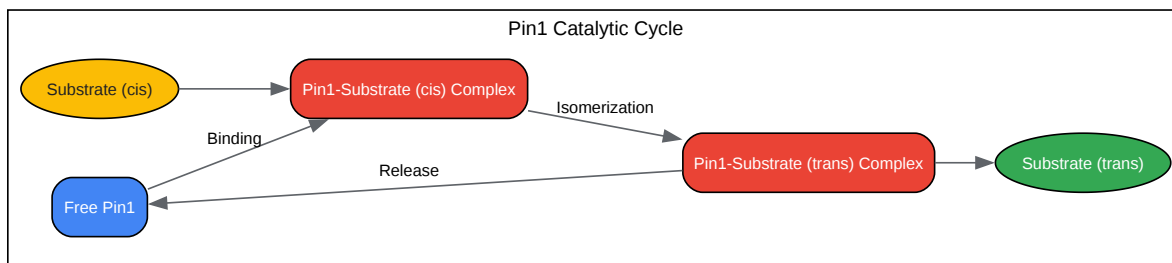 Pin1 Catalytic Cycle
Substrate (cis)
Pin1-Substrate (cis) Complex
Isomerization
Binding
Pin1-Substrate (trans) Complex
Substrate (trans)
Release
Free Pin1